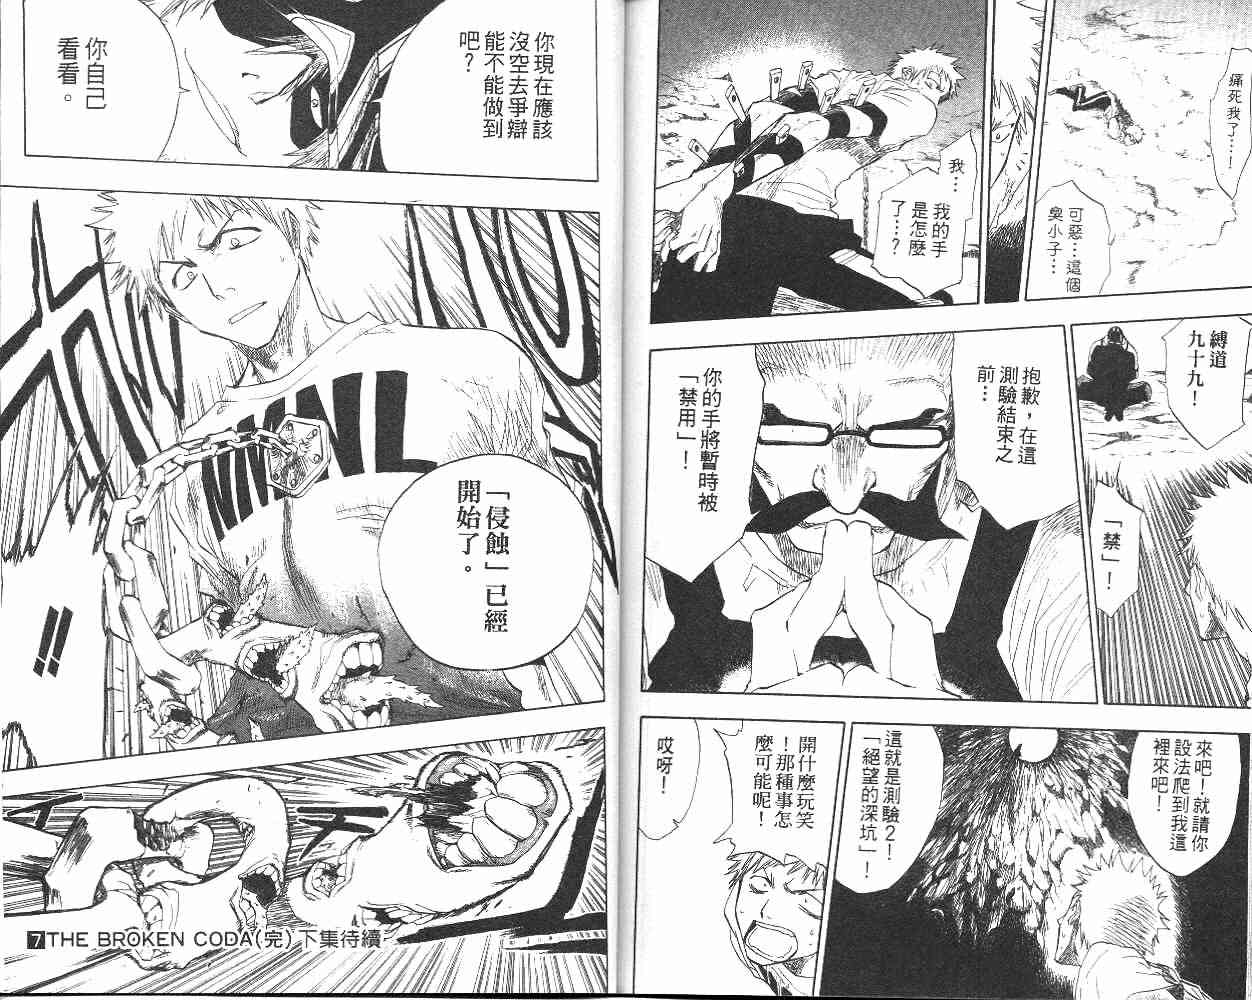 痛死
我了…!
可惡…這個
臭小子…
我…
我的手
是怎麼
了…?
縛道
九十九!
「禁」!
抱歉,在這
測驗結束之
前…
你的手將暫時被
「禁用」!
來吧!就請你
設法爬到我這
裡來吧!
這就是測驗2!
「絕望的深坑」!
開什麼玩笑
!那種事怎
麼可能呢!
哎呀!
你現在應該
沒空去爭辯
能不能做到
吧?
你自己
看看。
「侵蝕」已經
開始了。
!!
7 THE BROKEN CODA(完)下集待續